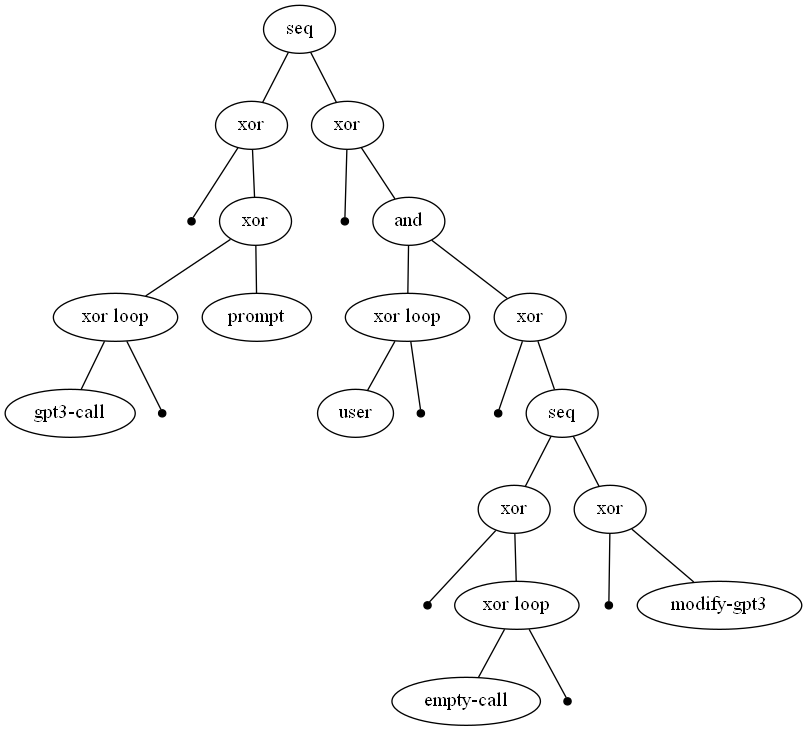 seq
xor
xor
xor
and
xor loop
prompt
xor loop
xor
gpt3-call
user
seq
xor
xor
xor loop
modify-gpt3
empty-call